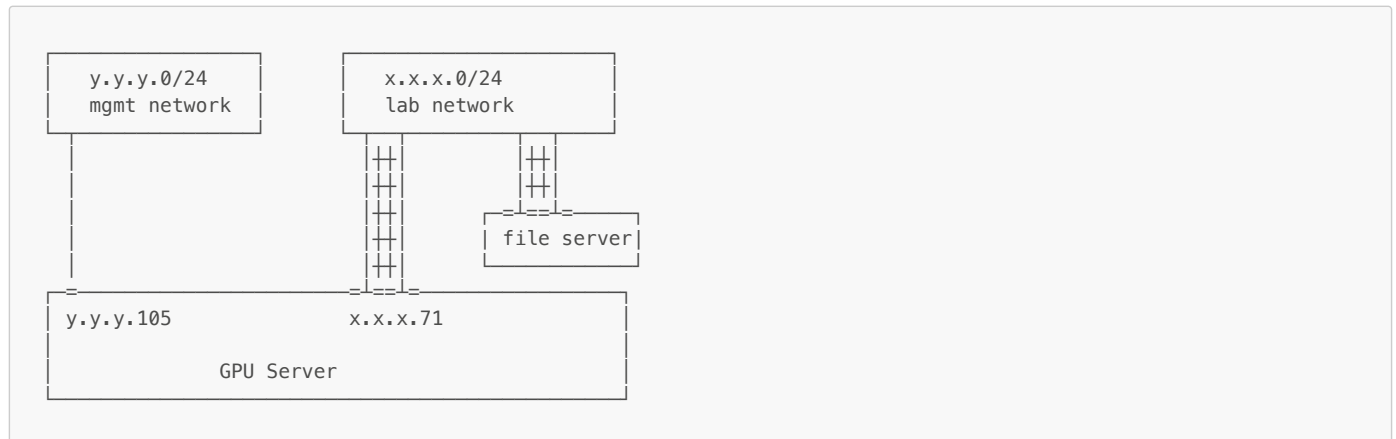 y.y.y.0/24 x.x.x.0/24
mgmt network lab network
file server
y.y.y.105 x.x.x.71
GPU Server